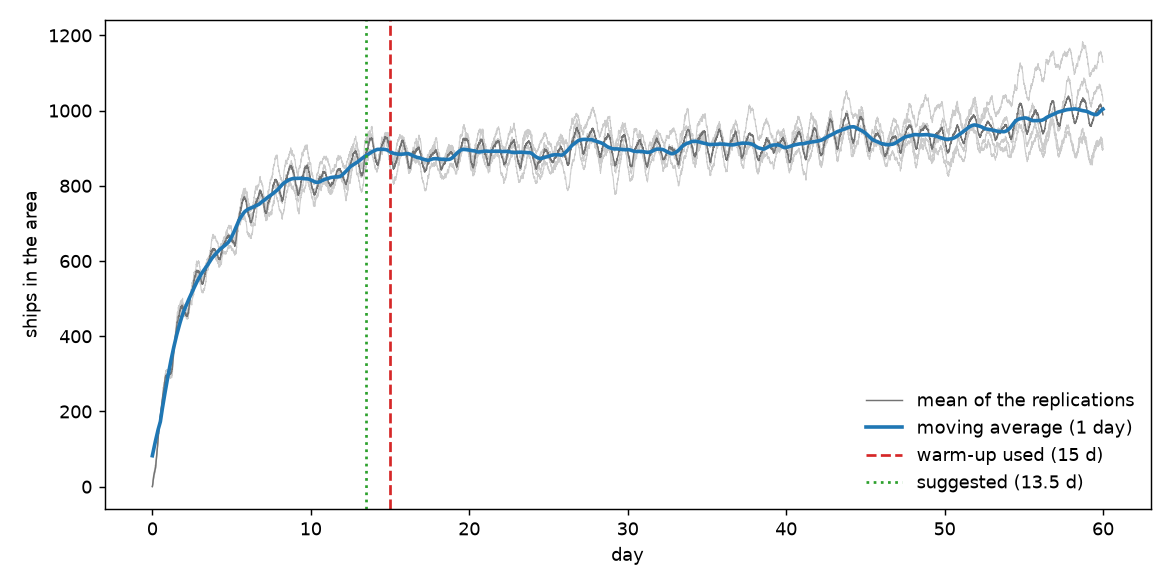 1200
1000
800
600
400
200
0
ships in the area
mean of the replications
moving average (1 day)
warm-up used (15 d)
suggested (13.5 d)
0 10 20 30 40 50 60
day